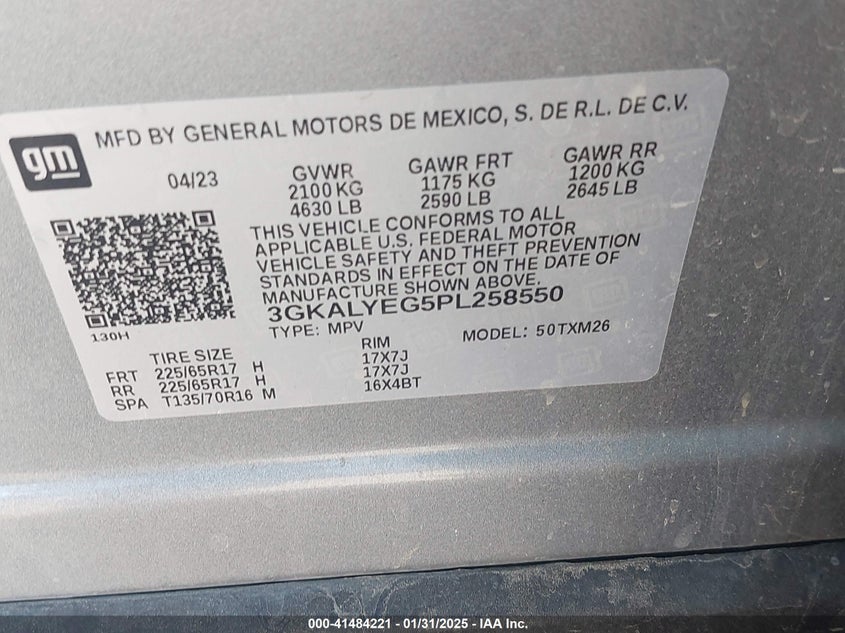 gm
MFD BY GENERAL MOTORS DE MEXICO, S. DE R.L. DE C.V.
04/23 GVWR GAWR FRT GAWR RR
2100 KG 1175 KG 1200 KG
4630 LB 2590 LB 2645 LB
THIS VEHICLE CONFORMS TO ALL
APPLICABLE U.S. FEDERAL MOTOR
VEHICLE SAFETY AND THEFT PREVENTION
STANDARDS IN EFFECT ON THE DATE OF
MANUFACTURE SHOWN ABOVE.
3GKALYEG5PL258550
130H TYPE: MPV MODEL: 50TXM26
TIRE SIZE RIM
FRT 225/65R17 H 17X7J
RR 225/65R17 H 17X7J
SPA T135/70R16 M 16X4BT
000-41484221 - 01/31/2025 - IAA Inc.